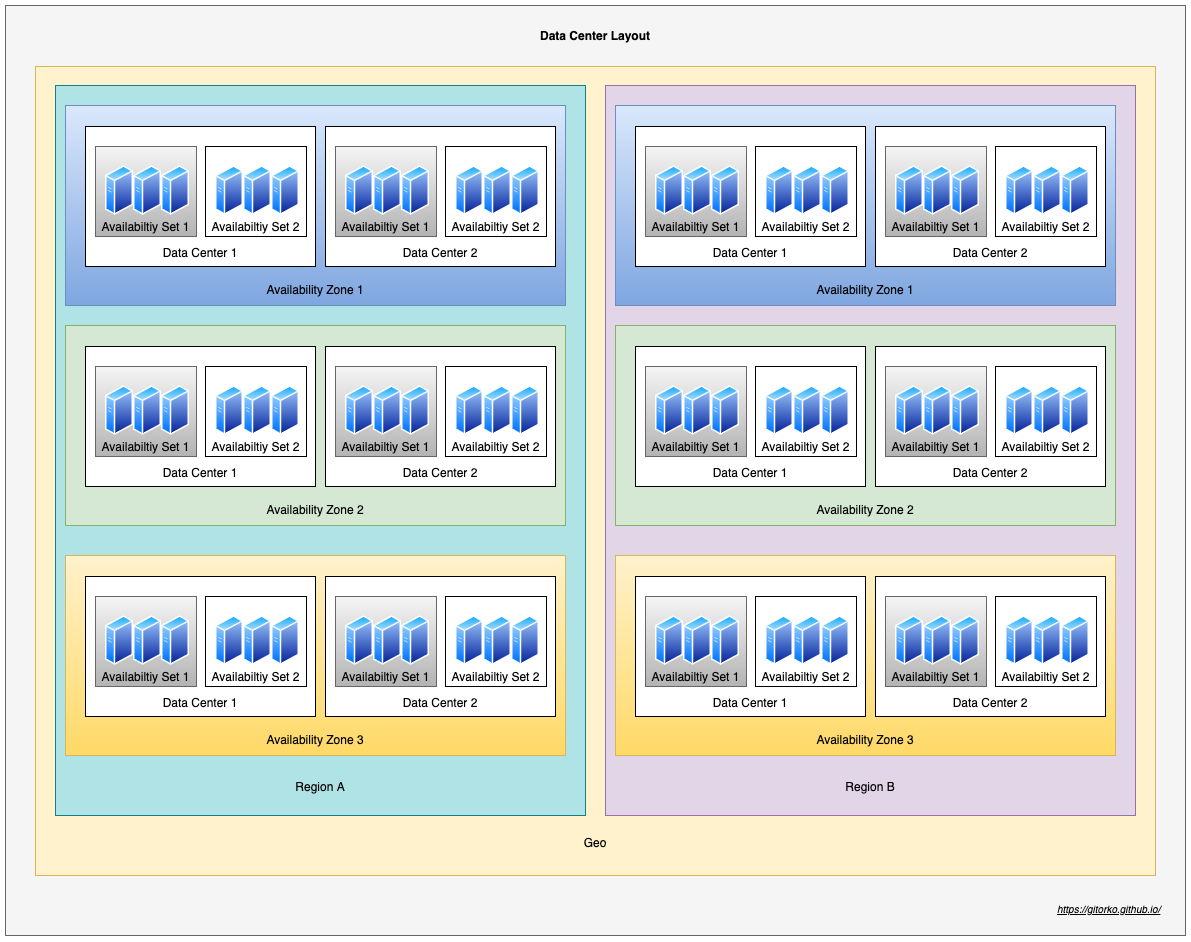 Data Center Layout
Availabiltiy Set 1
Availabiltiy Set 2
Data Center 1
Availabiltiy Set 1
Availabiltiy Set 2
Data Center 2
Availability Zone 1
Availabiltiy Set 1
Availabiltiy Set 2
Data Center 1
Availabiltiy Set 1
Availabiltiy Set 2
Data Center 2
Availability Zone 2
Availabiltiy Set 1
Availabiltiy Set 2
Data Center 1
Availabiltiy Set 1
Availabiltiy Set 2
Data Center 2
Availability Zone 3
Region A
Availabiltiy Set 1
Availabiltiy Set 2
Data Center 1
Availabiltiy Set 1
Availabiltiy Set 2
Data Center 2
Availability Zone 1
Availabiltiy Set 1
Availabiltiy Set 2
Data Center 1
Availabiltiy Set 1
Availabiltiy Set 2
Data Center 2
Availability Zone 2
Availabiltiy Set 1
Availabiltiy Set 2
Data Center 1
Availabiltiy Set 1
Availabiltiy Set 2
Data Center 2
Availability Zone 3
Region B
Geo
https://gitorko.github.io/